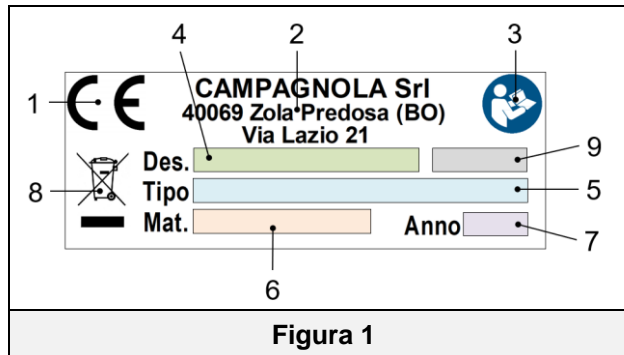 4 2 3
CE CAMPAGNOLA Srl
1 40069 Zola Predosa (BO)
Via Lazio 21
Des. 9
8 Tipo 5
Mat. Anno 7
6
Figura 1